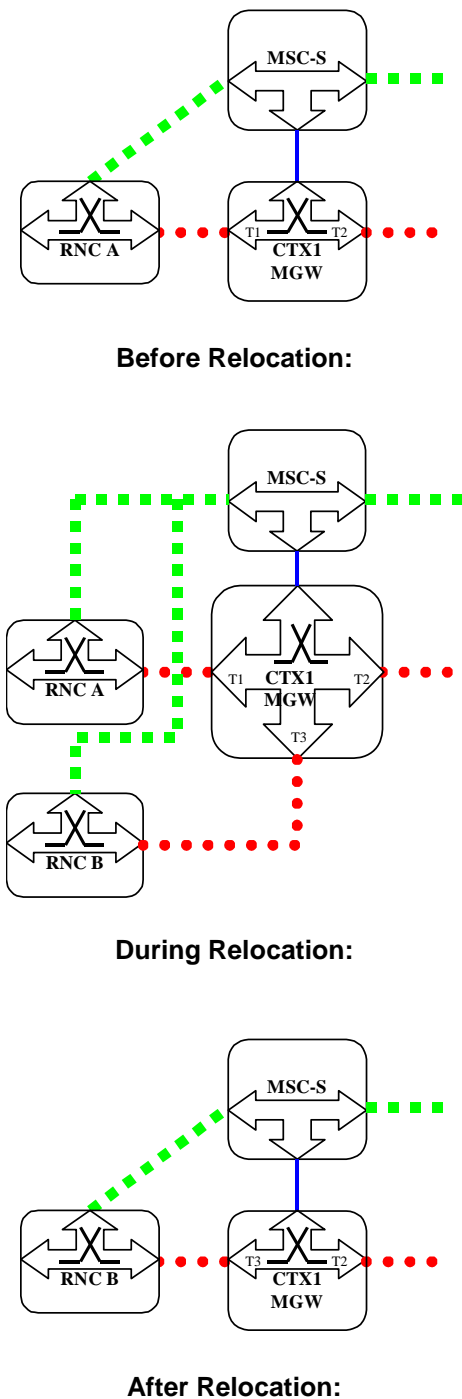 MSC-S
RNC A
T1
T2
CTX1
MGW
Before Relocation:
MSC-S
RNC A
T1
CTX1
T2
MGW
T3
RNC B
During Relocation:
MSC-S
RNC B
T3
T2
CTX1
MGW
After Relocation: